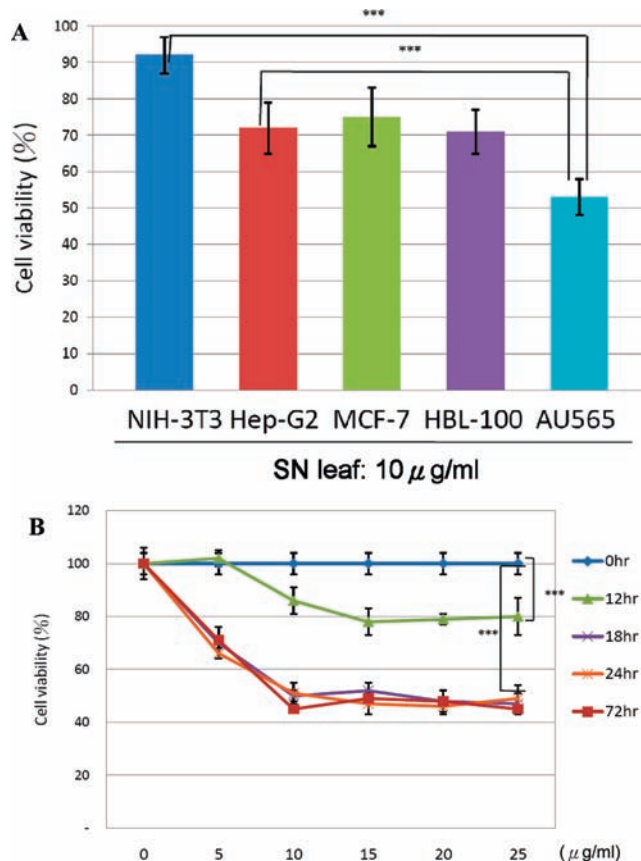 A
***
***
Cell viability (%)
100
90
80
70
60
50
40
30
20
10
0
NIH-3T3 Hep-G2 MCF-7 HBL-100 AU565
SN leaf: 10 μg/ml
B
Cell viability (%)
120
100
80
60
40
20
-
***
***
0hr
12hr
18hr
24hr
72hr
0 5 10 15 20 25 (μg/ml)